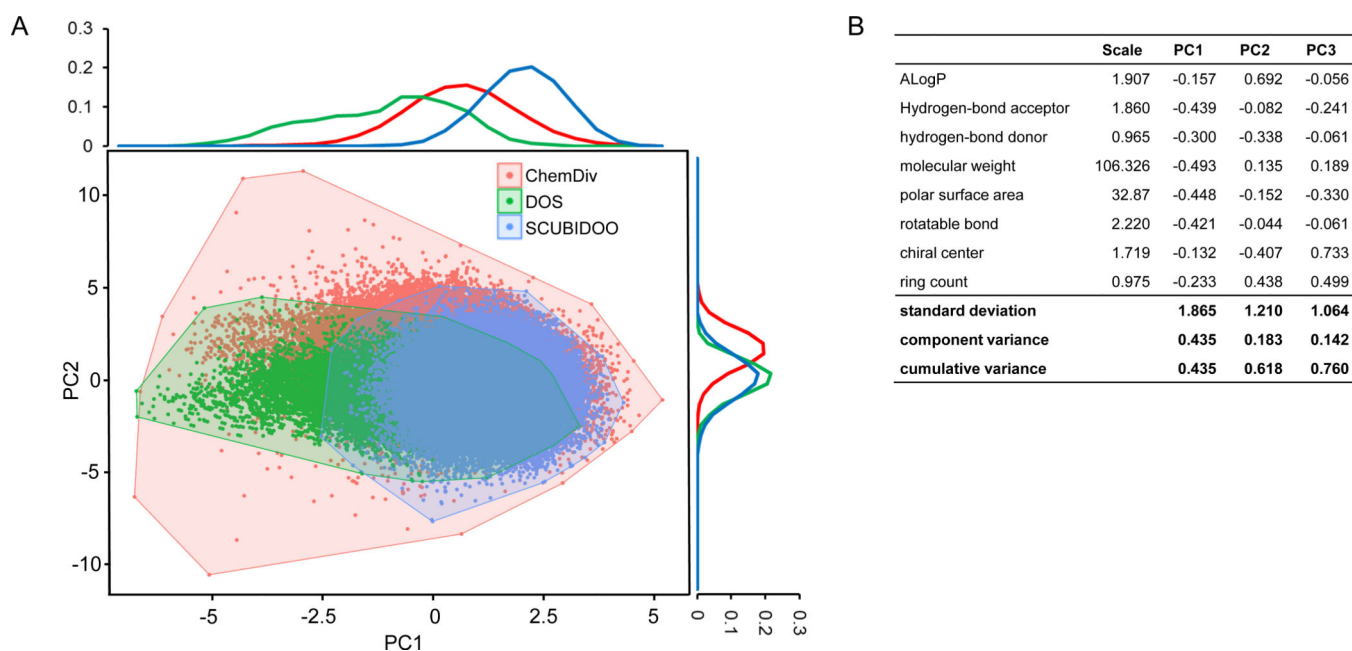 A
0.3
0.2
0.1
0
ChemDiv
DOS
SCUBIDOO
10
5
0
-5
-10
PC2
-5
-2.5
0
2.5
5
PC1
0
0.1
0.2
0.3
B
Scale PC1 PC2 PC3
ALogP 1.907 -0.157 0.692 -0.056
Hydrogen-bond acceptor 1.860 -0.439 -0.082 -0.241
hydrogen-bond donor 0.965 -0.300 -0.338 -0.061
molecular weight 106.326 -0.493 0.135 0.189
polar surface area 32.87 -0.448 -0.152 -0.330
rotatable bond 2.220 -0.421 -0.044 -0.061
chiral center 1.719 -0.132 -0.407 0.733
ring count 0.975 -0.233 0.438 0.499
standard deviation 1.865 1.210 1.064
component variance 0.435 0.183 0.142
cumulative variance 0.435 0.618 0.760